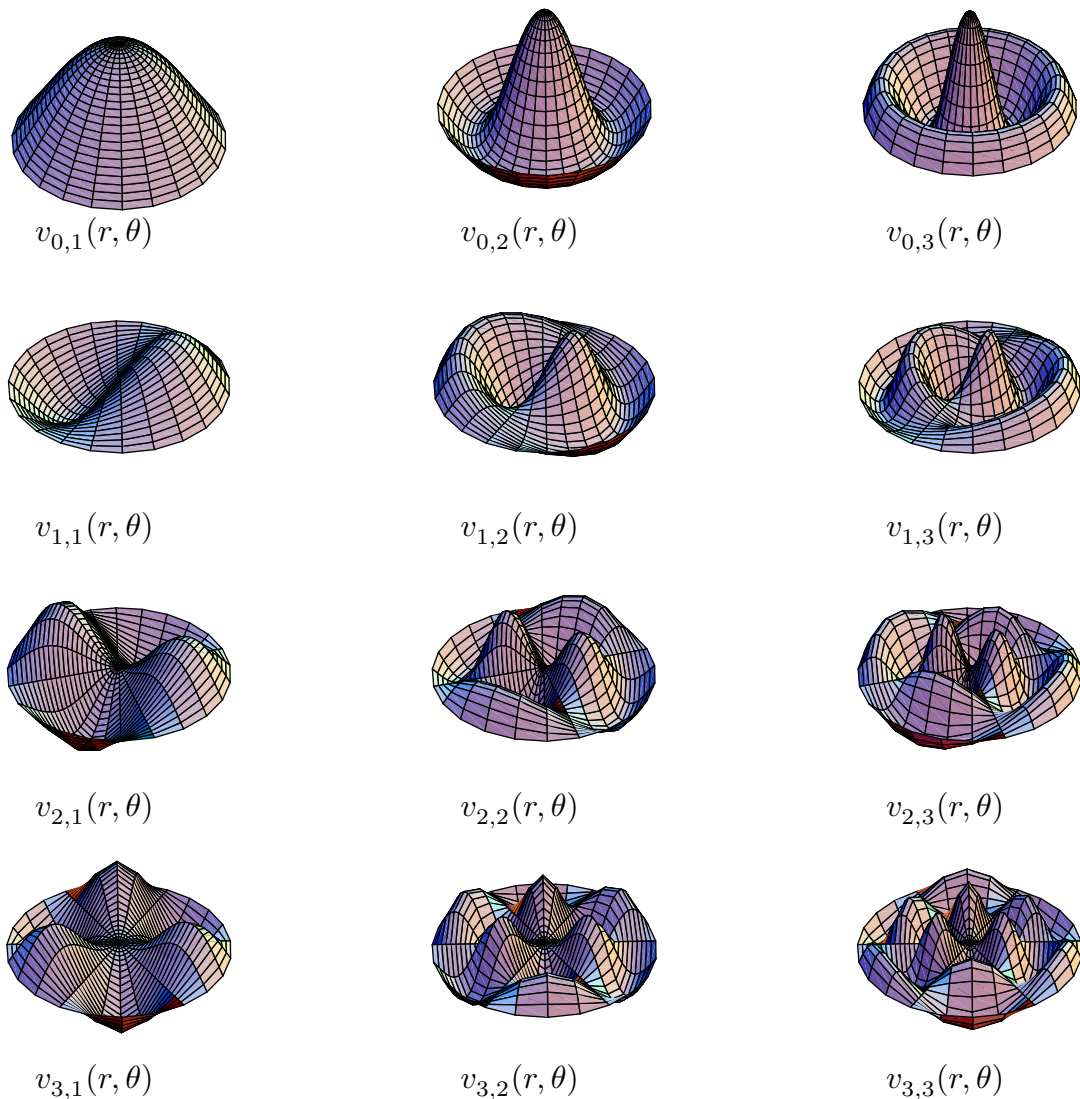 v_{0,1}(r, θ) v_{0,2}(r, θ) v_{0,3}(r, θ)
v_{1,1}(r, θ) v_{1,2}(r, θ) v_{1,3}(r, θ)
v_{2,1}(r, θ) v_{2,2}(r, θ) v_{2,3}(r, θ)
v_{3,1}(r, θ) v_{3,2}(r, θ) v_{3,3}(r, θ)